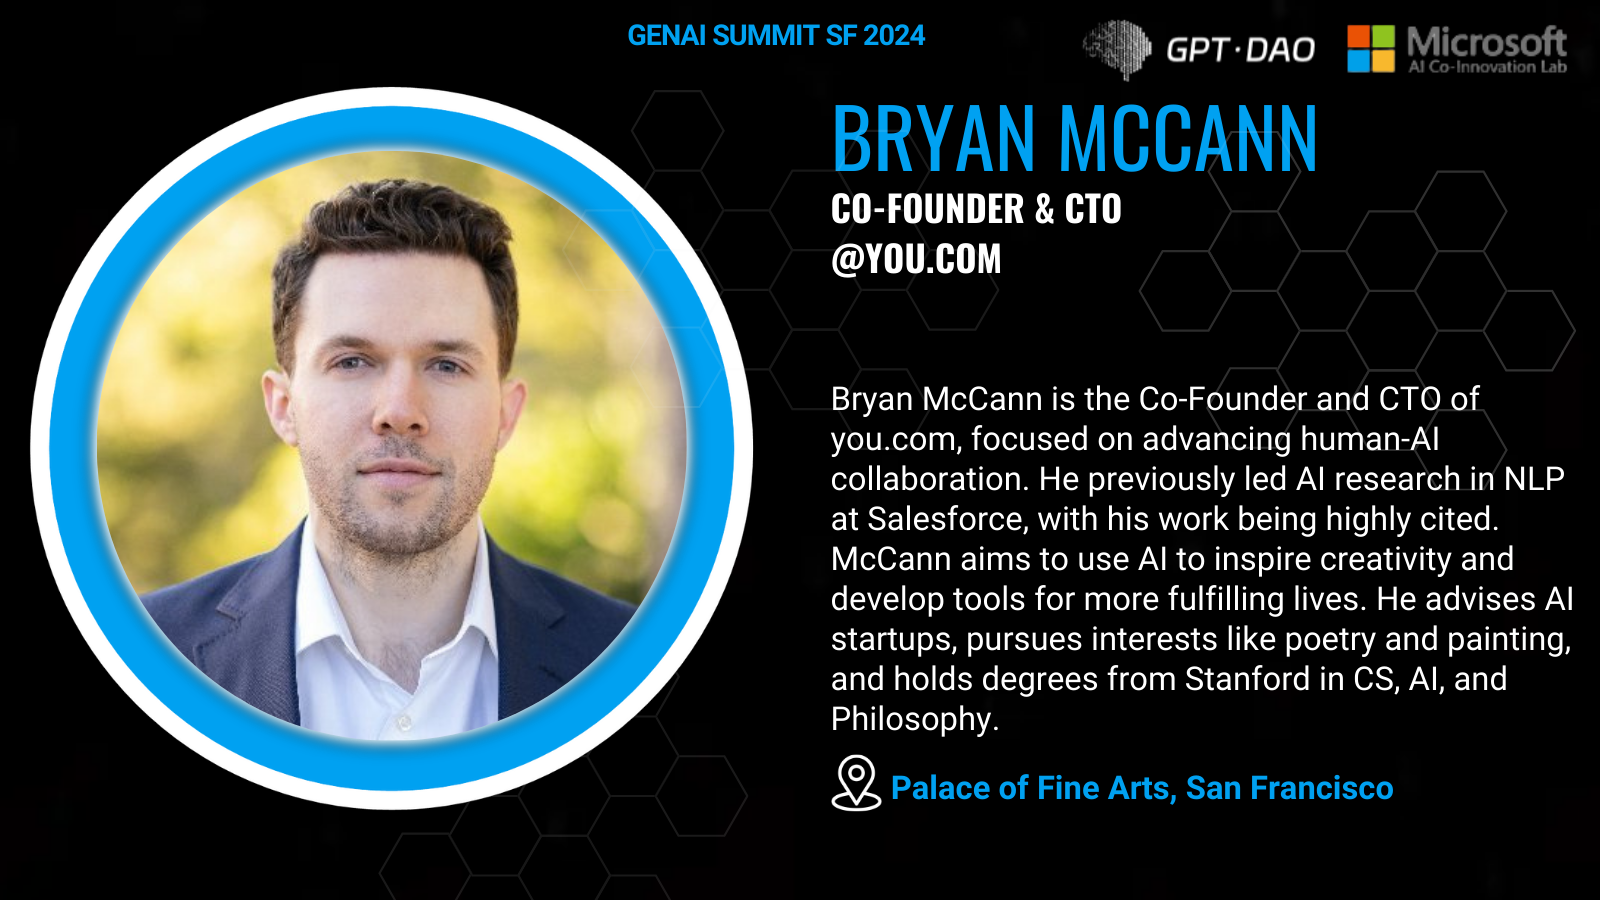 GENAI SUMMIT SF 2024
GPT·DAO
Microsoft
AI Co-Innovation Lab
BRYAN MCCANN
CO-FOUNDER & CTO
@YOU.COM
Bryan McCann is the Co-Founder and CTO of
you.com, focused on advancing human-AI
collaboration. He previously led AI research in NLP
at Salesforce, with his work being highly cited.
McCann aims to use AI to inspire creativity and
develop tools for more fulfilling lives. He advises AI
startups, pursues interests like poetry and painting,
and holds degrees from Stanford in CS, AI, and
Philosophy.
Palace of Fine Arts, San Francisco